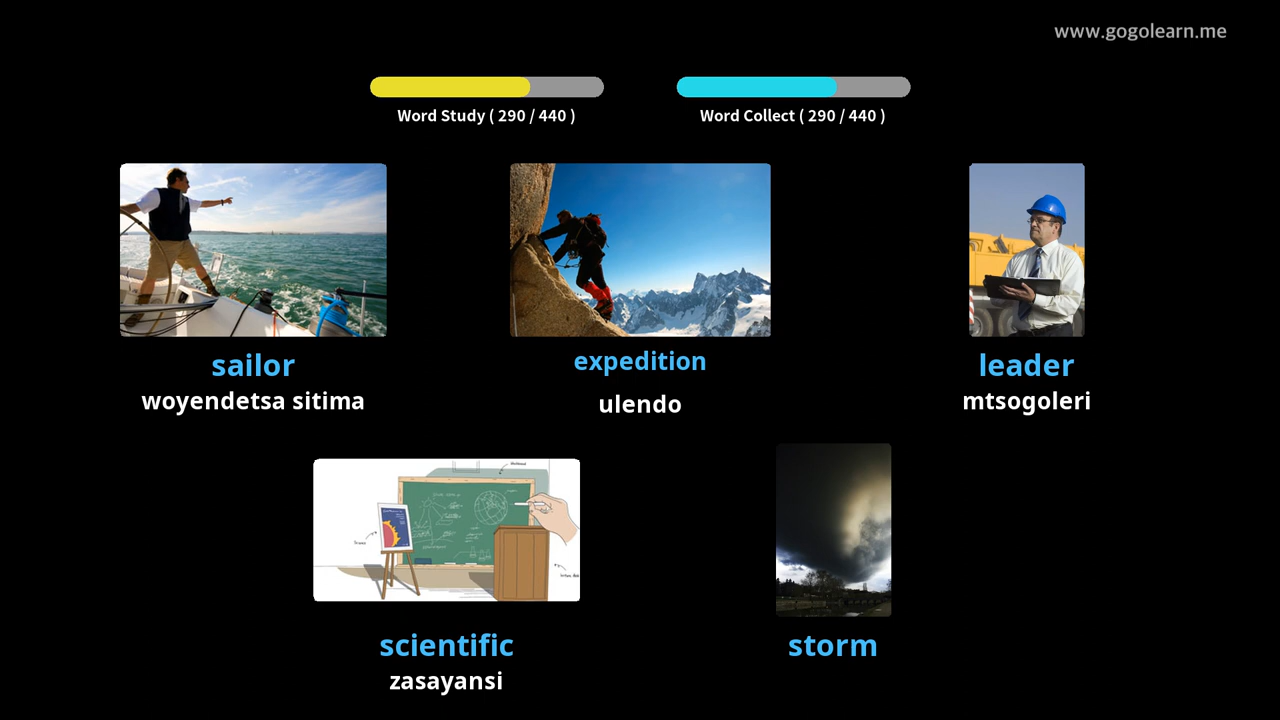 www.gogolearn.me
Word Study ( 290 / 440 )
Word Collect ( 290 / 440 )
sailor
woyendetsa sitima
expedition
ulendo
leader
mtsogoleri
scientific
zasayansi
storm